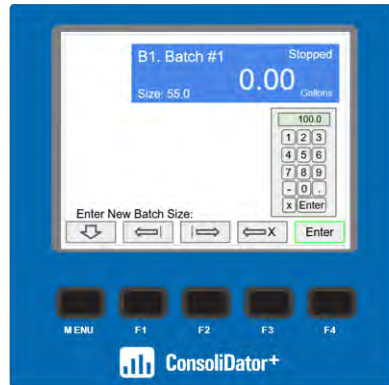 B1. Batch #1 Stopped
0.00
Size: 55.0 Gallons
100.0
1 2 3
4 5 6
7 8 9
- 0 .
x Enter
Enter New Batch Size:
X Enter
MENU F1 F2 F3 F4
ConsoliDator+